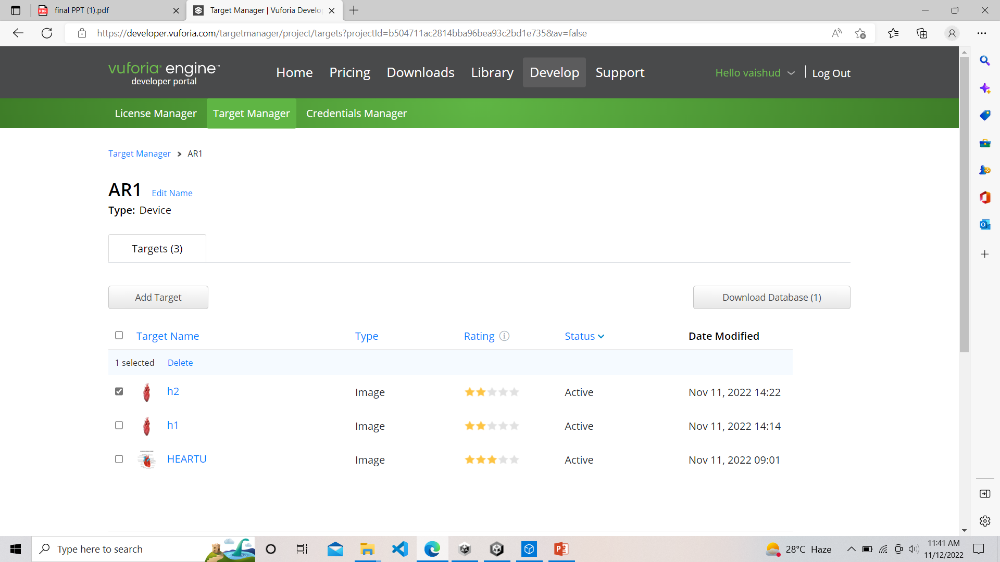 final PPT (1).pdf
Target Manager | Vuforia Develo
https://developer.vuforia.com/targetmanager/project/targets?projectId=b504711ac2814bba96bea93c2bd1e735&av=false
vuforia engine™
developer portal
Home Pricing Downloads Library Develop Support
Hello vaishud Log Out
License Manager Target Manager Credentials Manager
Target Manager > AR1
AR1 Edit Name
Type: Device
Targets (3)
Add Target Download Database (1)
Target Name Type Rating Status Date Modified
1 selected Delete
h2 Image Active Nov 11, 2022 14:22
h1 Image Active Nov 11, 2022 14:14
HEARTU Image Active Nov 11, 2022 09:01
Type here to search
28°C Haze
11:41 AM
11/12/2022